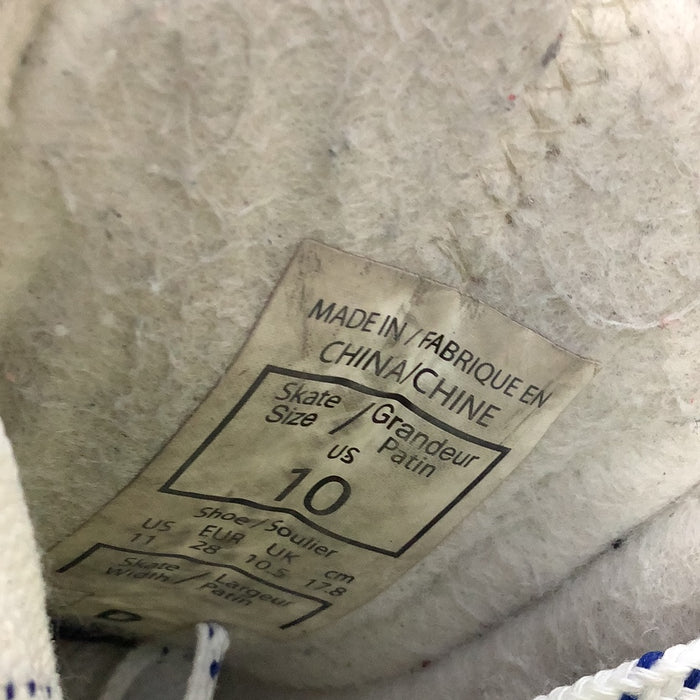 MADE IN / FABRIQUE EN
CHINA/CHINE
Skate Size / Grandeur Patin
US
10
Shoe / Soulier
US EUR UK cm
11 28 10.5 17.8
Skate Width / Largeur Patin
D